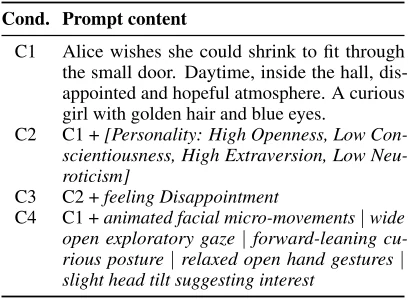 Cond. Prompt content
C1 Alice wishes she could shrink to fit through
the small door. Daytime, inside the hall, dis-
appointed and hopeful atmosphere. A curious
girl with golden hair and blue eyes.
C2 C1 + [Personality: High Openness, Low Con-
scientiousness, High Extraversion, Low Neu-
roticism]
C3 C2 + feeling Disappointment
C4 C1 + animated facial micro-movements | wide
open exploratory gaze | forward-leaning cu-
rious posture | relaxed open hand gestures |
slight head tilt suggesting interest